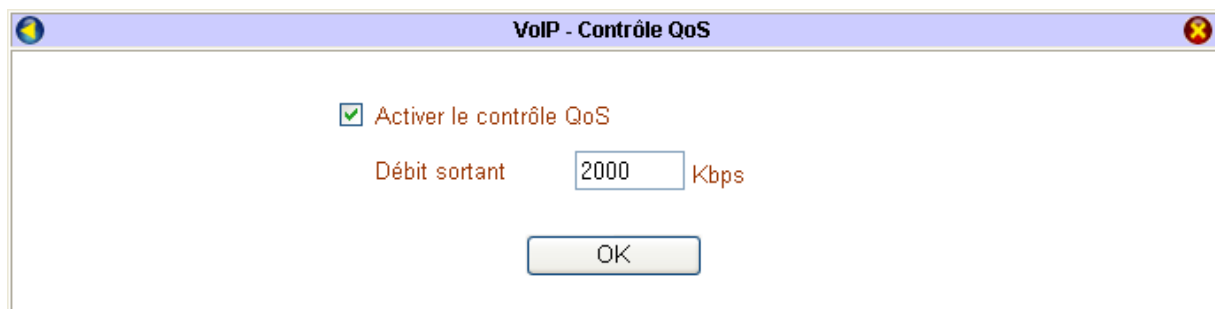 VoIP - Contrôle QoS
Activer le contrôle QoS
Débit sortant 2000 Kbps
OK